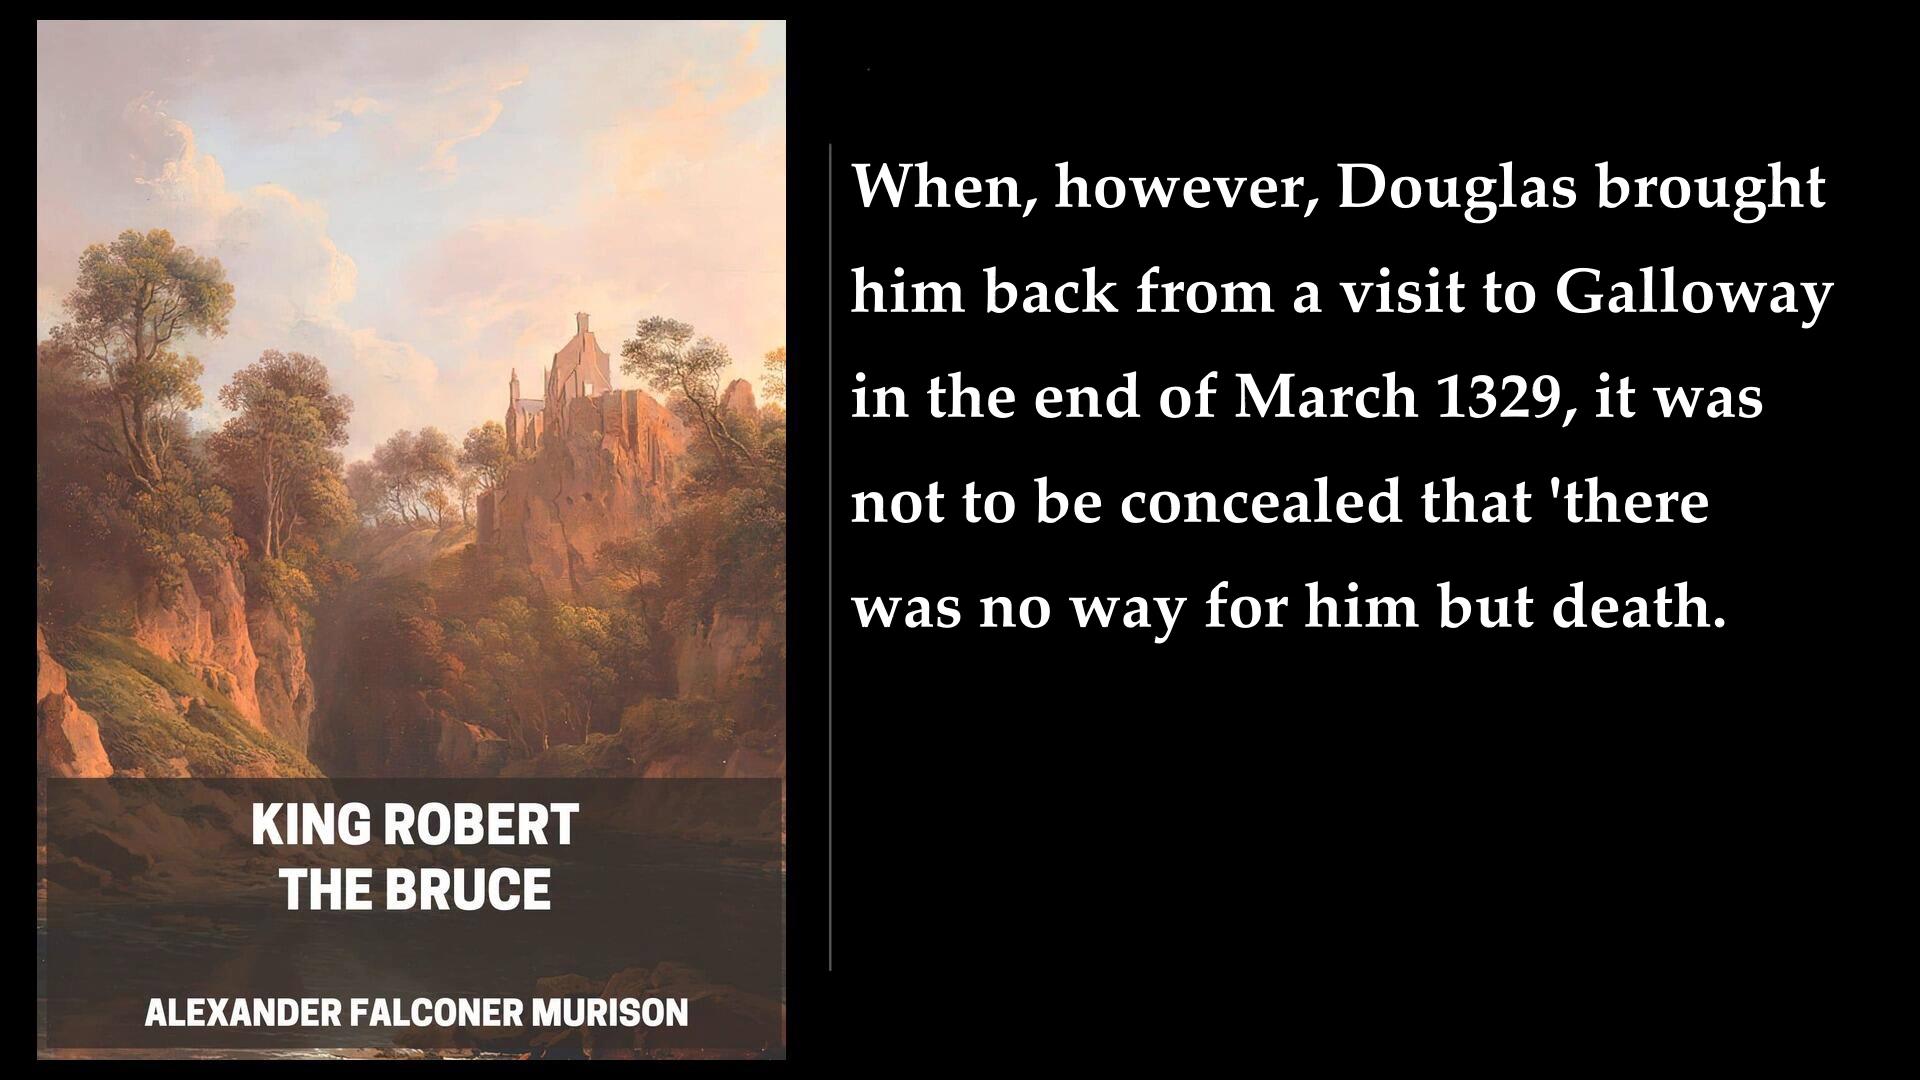 When, however, Douglas brought
him back from a visit to Galloway
in the end of March 1329, it was
not to be concealed that 'there
was no way for him but death.
KING ROBERT
THE BRUCE
ALEXANDER FALCONER MURISON